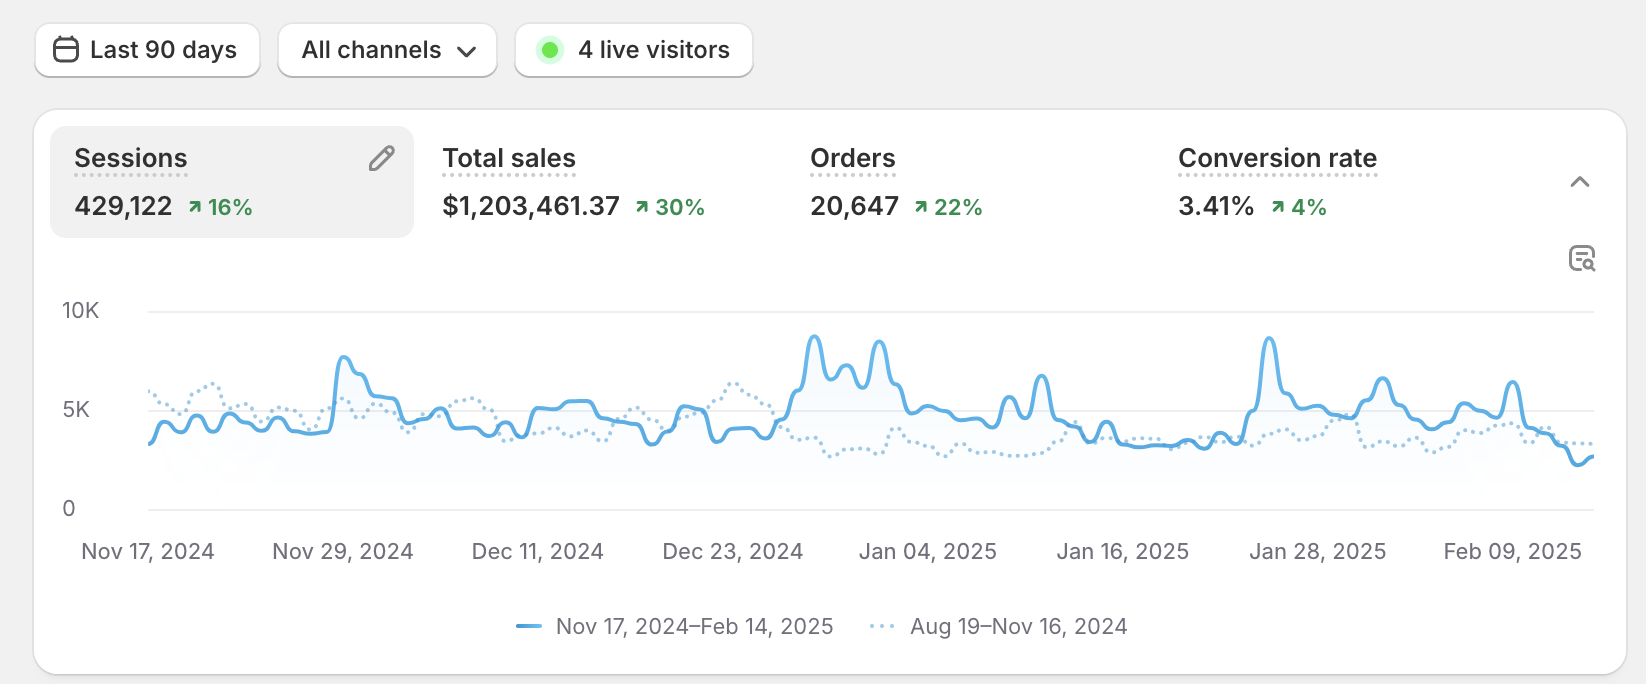 Last 90 days
All channels
4 live visitors
Sessions
429,122 16%
Total sales
$1,203,461.37 30%
Orders
20,647 22%
Conversion rate
3.41% 4%
10K
5K
0
Nov 17, 2024 Nov 29, 2024 Dec 11, 2024 Dec 23, 2024 Jan 04, 2025 Jan 16, 2025 Jan 28, 2025 Feb 09, 2025
Nov 17, 2024–Feb 14, 2025 Aug 19–Nov 16, 2024